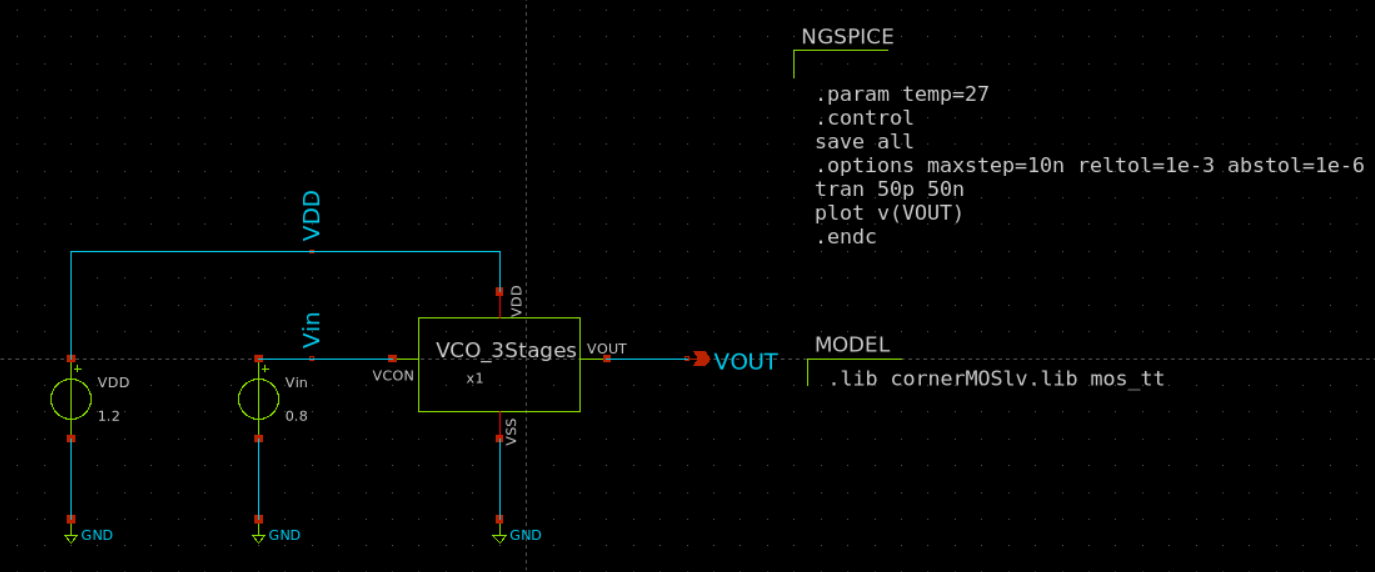 NGSPICE
.param temp=27
.control
save all
.options maxstep=10n reltol=1e-3 abstol=1e-6
tran 50p 50n
plot v(VOUT)
.endc
VDD
VDD
Vin
VCO_3Stages
x1
VOUT
VOUT
VCON
VSS
MODEL
.lib cornerMOSlv.lib mos_tt
+
VDD
1.2
+
Vin
0.8
GND
GND
GND